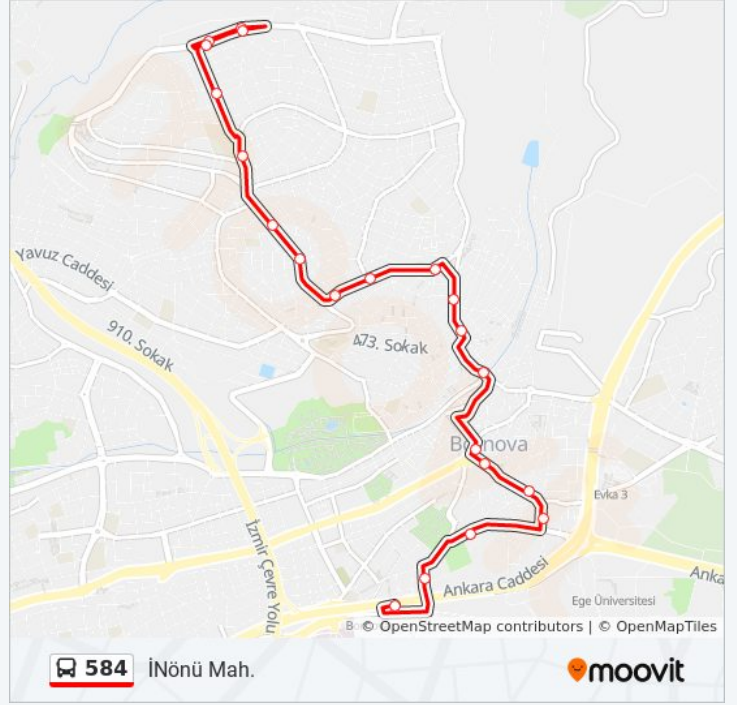 Yavuz Caddesi
910. Sokak
473. Sokak
Bornova
Evka 3
İzmir Çevre Yolu
Ankara Caddesi
Anka
Ege Üniversitesi
Bo
© OpenStreetMap contributors | © OpenMapTiles
584 İNönü Mah.
moovit